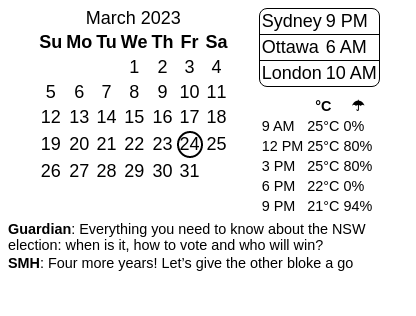 March 2023
Su Mo Tu We Th Fr Sa
1 2 3 4
5 6 7 8 9 10 11
12 13 14 15 16 17 18
19 20 21 22 23 24 25
26 27 28 29 30 31
Sydney 9 PM
Ottawa 6 AM
London 10 AM
°C ☂
9 AM 25°C 0%
12 PM 25°C 80%
3 PM 25°C 80%
6 PM 22°C 0%
9 PM 21°C 94%
Guardian: Everything you need to know about the NSW
election: when is it, how to vote and who will win?
SMH: Four more years! Let’s give the other bloke a go